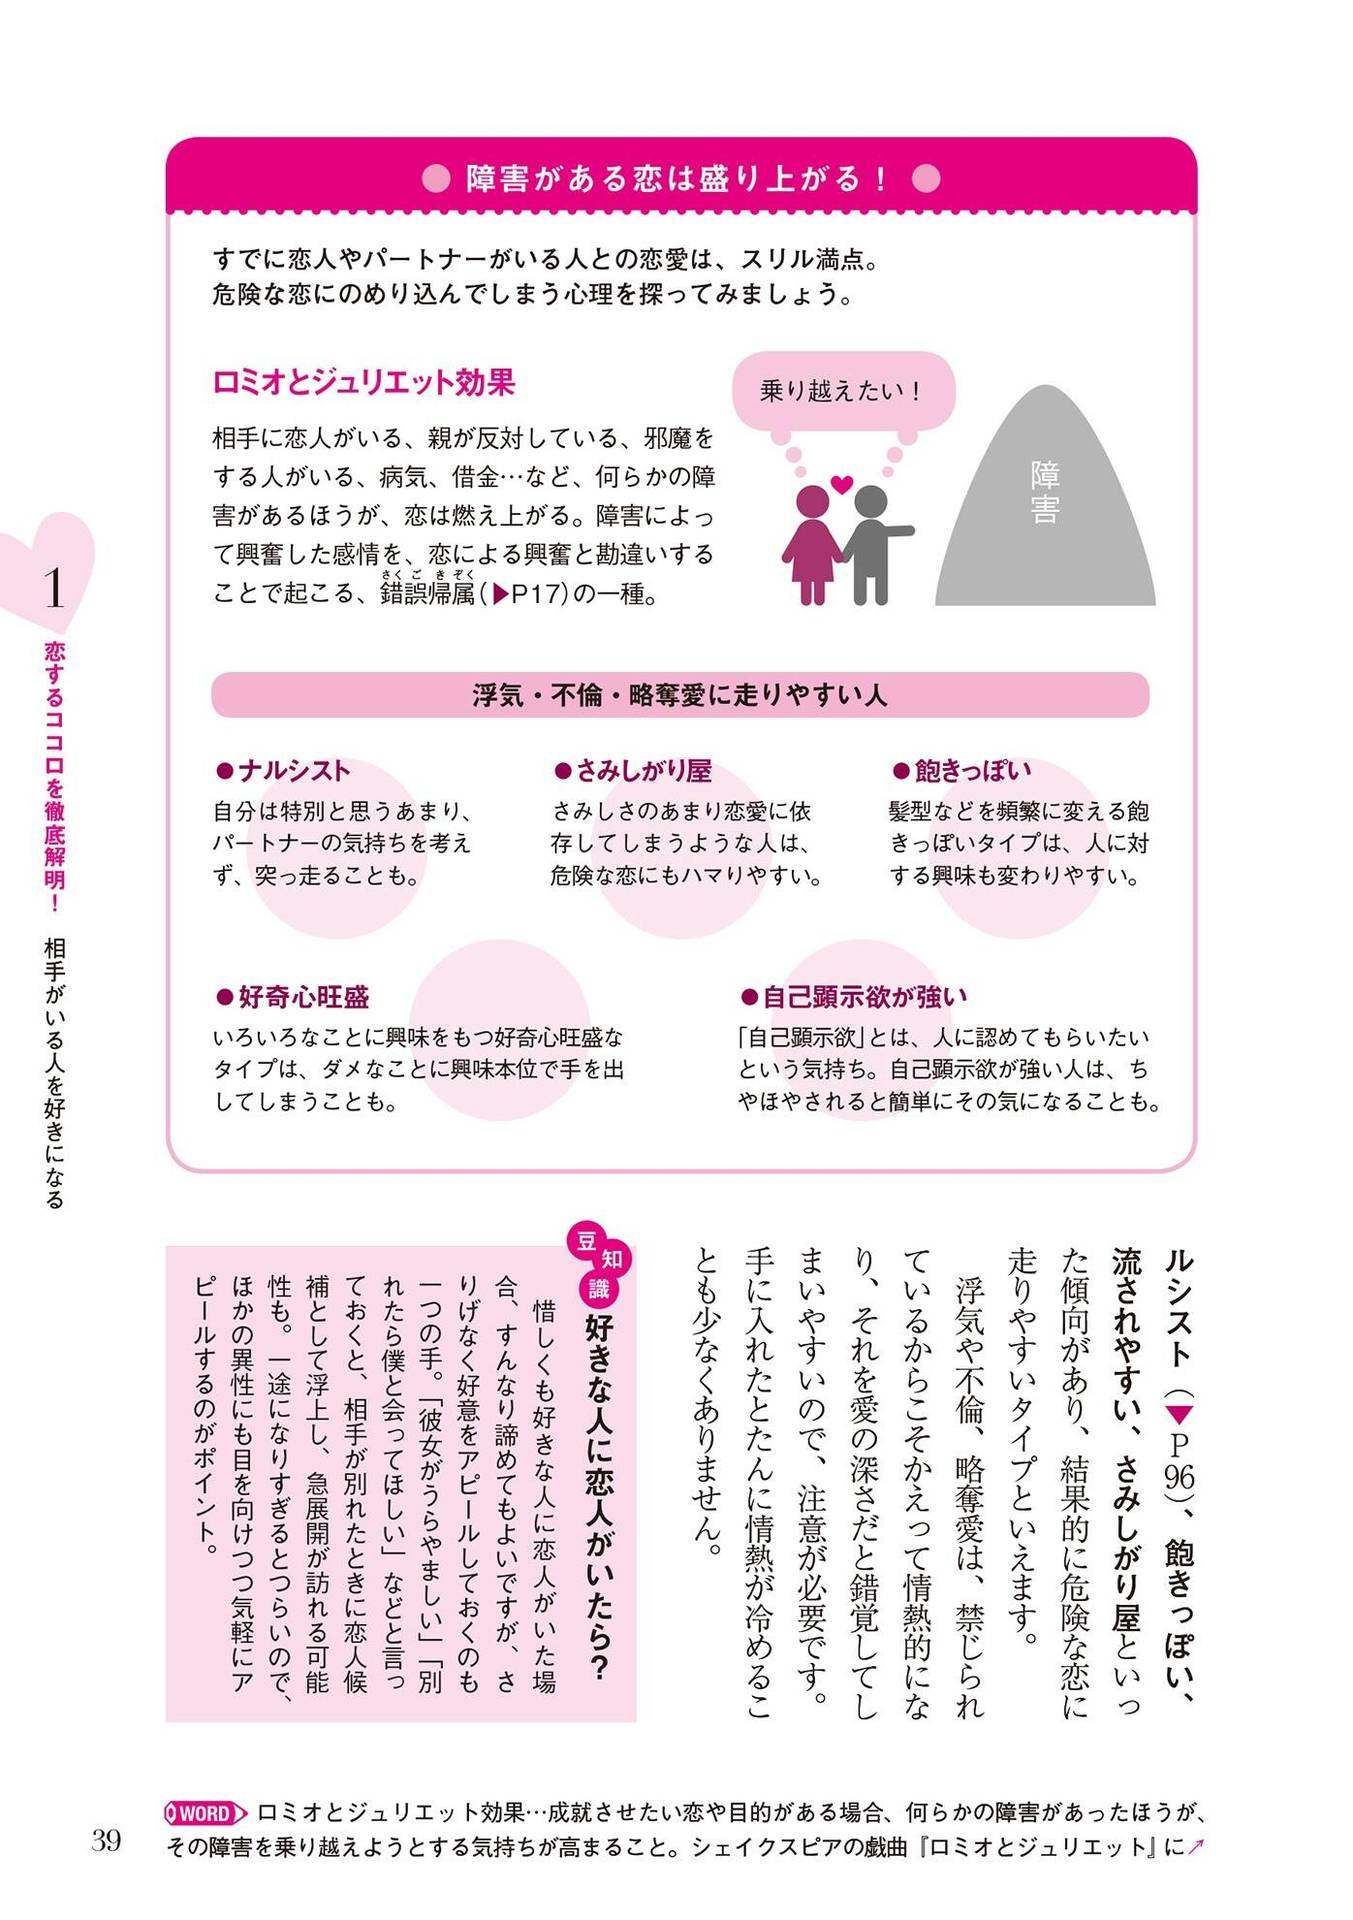 障害がある恋は盛り上がる！
すでに恋人やパートナーがいる人との恋愛は、スリル満点。
危険な恋にのめり込んでしまう心理を探ってみましょう。
ロミオとジュリエット効果
相手に恋人がいる、親が反対している、邪魔を
する人がいる、病気、借金…など、何らかの障
害があるほうが、恋は燃え上がる。障害によっ
て興奮した感情を、恋による興奮と勘違いする
さくごきぞく
ことで起こる、錯誤帰属（▶P17）の一種。
乗り越えたい！
障害
浮気・不倫・略奪愛に走りやすい人
●ナルシスト
自分は特別と思うあまり、
パートナーの気持ちを考え
ず、突っ走ることも。
●さみしがり屋
さみしさのあまり恋愛に依
存してしまうような人は、
危険な恋にもハマりやすい。
●飽きっぽい
髪型などを頻繁に変える飽
きっぽいタイプは、人に対
する興味も変わりやすい。
●好奇心旺盛
いろいろなことに興味をもつ好奇心旺盛な
タイプは、ダメなことに興味本位で手を出
してしまうことも。
●自己顕示欲が強い
「自己顕示欲」とは、人に認めてもらいたい
という気持ち。自己顕示欲が強い人は、ち
やほやされると簡単にその気になることも。
1
恋するココロを徹底解明！　相手がいる人を好きになる
ルシスト（▼P96）、飽きっぽい、
流されやすい、さみしがり屋といっ
た傾向があり、結果的に危険な恋に
走りやすいタイプといえます。
浮気や不倫、略奪愛は、禁じられ
ているからこそかえって情熱的にな
り、それを愛の深さだと錯覚してし
まいやすいので、注意が必要です。
手に入れたとたんに情熱が冷めるこ
とも少なくありません。
豆知識
好きな人に恋人がいたら？
惜しくも好きな人に恋人がいた場
合、すんなり諦めてもよいですが、さ
りげなく好意をアピールしておくのも
一つの手。「彼女がうらやましい」「別
れたら僕と会ってほしい」などと言っ
ておくと、相手が別れたときに恋人候
補として浮上し、急展開が訪れる可能
性も。一途になりすぎるとつらいので、
ほかの異性にも目を向けつつ気軽にア
ピールするのがポイント。
WORD ロミオとジュリエット効果…成就させたい恋や目的がある場合、何らかの障害があったほうが、
その障害を乗り越えようとする気持ちが高まること。シェイクスピアの戯曲『ロミオとジュリエット』に↗
39